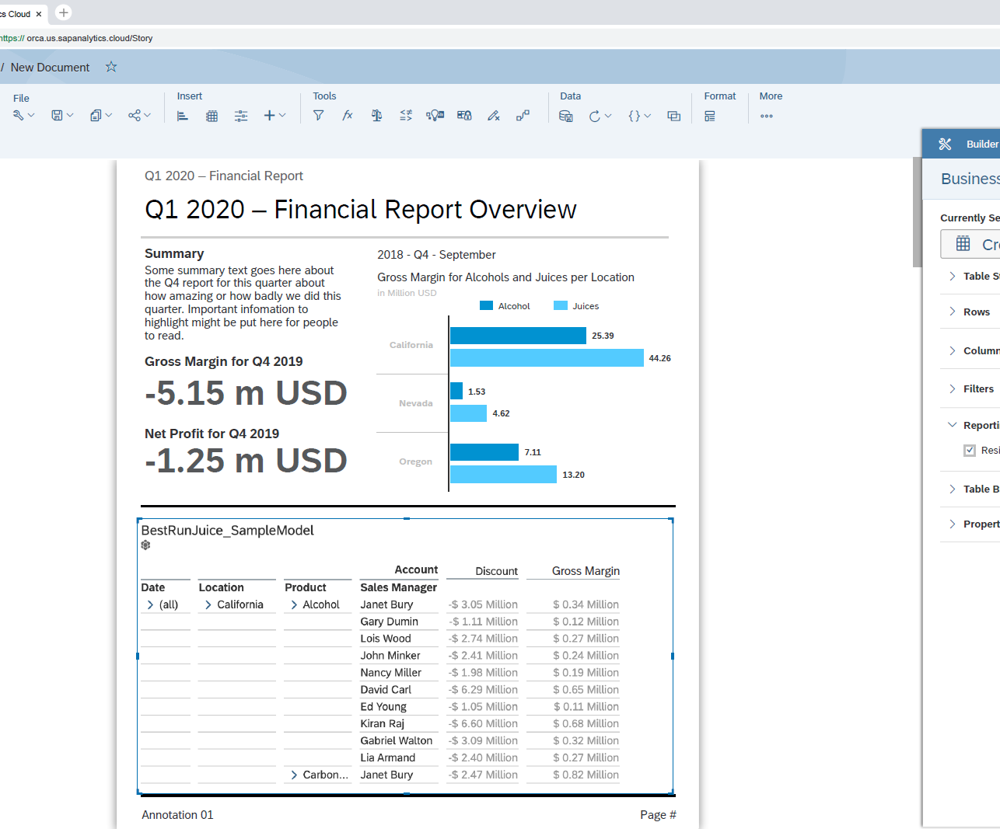 cs Cloud ×
https:// orca.us.sapanalytics.cloud/Story
/ New Document
File
Insert
Tools
Data
Format
More
Builder
Business
Currently Se
Cr
Table S
Rows
Column
Filters
Reporti
Resi
Table B
Propert
Q1 2020 – Financial Report
Q1 2020 – Financial Report Overview
Summary
Some summary text goes here about
the Q4 report for this quarter about
how amazing or how badly we did this
quarter. Important infomation to
highlight might be put here for people
to read.
Gross Margin for Q4 2019
-5.15 m USD
Net Profit for Q4 2019
-1.25 m USD
2018 - Q4 - September
Gross Margin for Alcohols and Juices per Location
in Million USD
Alcohol Juices
California 25.39
44.26
Nevada 1.53
4.62
Oregon 7.11
13.20
BestRunJuice_SampleModel
Account Discount Gross Margin
Date Location Product Sales Manager
(all) California Alcohol Janet Bury -$ 3.05 Million $ 0.34 Million
Gary Dumin -$ 1.11 Million $ 0.12 Million
Lois Wood -$ 2.74 Million $ 0.27 Million
John Minker -$ 2.41 Million $ 0.24 Million
Nancy Miller -$ 1.98 Million $ 0.19 Million
David Carl -$ 6.29 Million $ 0.65 Million
Ed Young -$ 1.05 Million $ 0.11 Million
Kiran Raj -$ 6.60 Million $ 0.68 Million
Gabriel Walton -$ 3.09 Million $ 0.32 Million
Lia Armand -$ 2.40 Million $ 0.27 Million
Carbon... Janet Bury -$ 2.47 Million $ 0.82 Million
Annotation 01 Page #